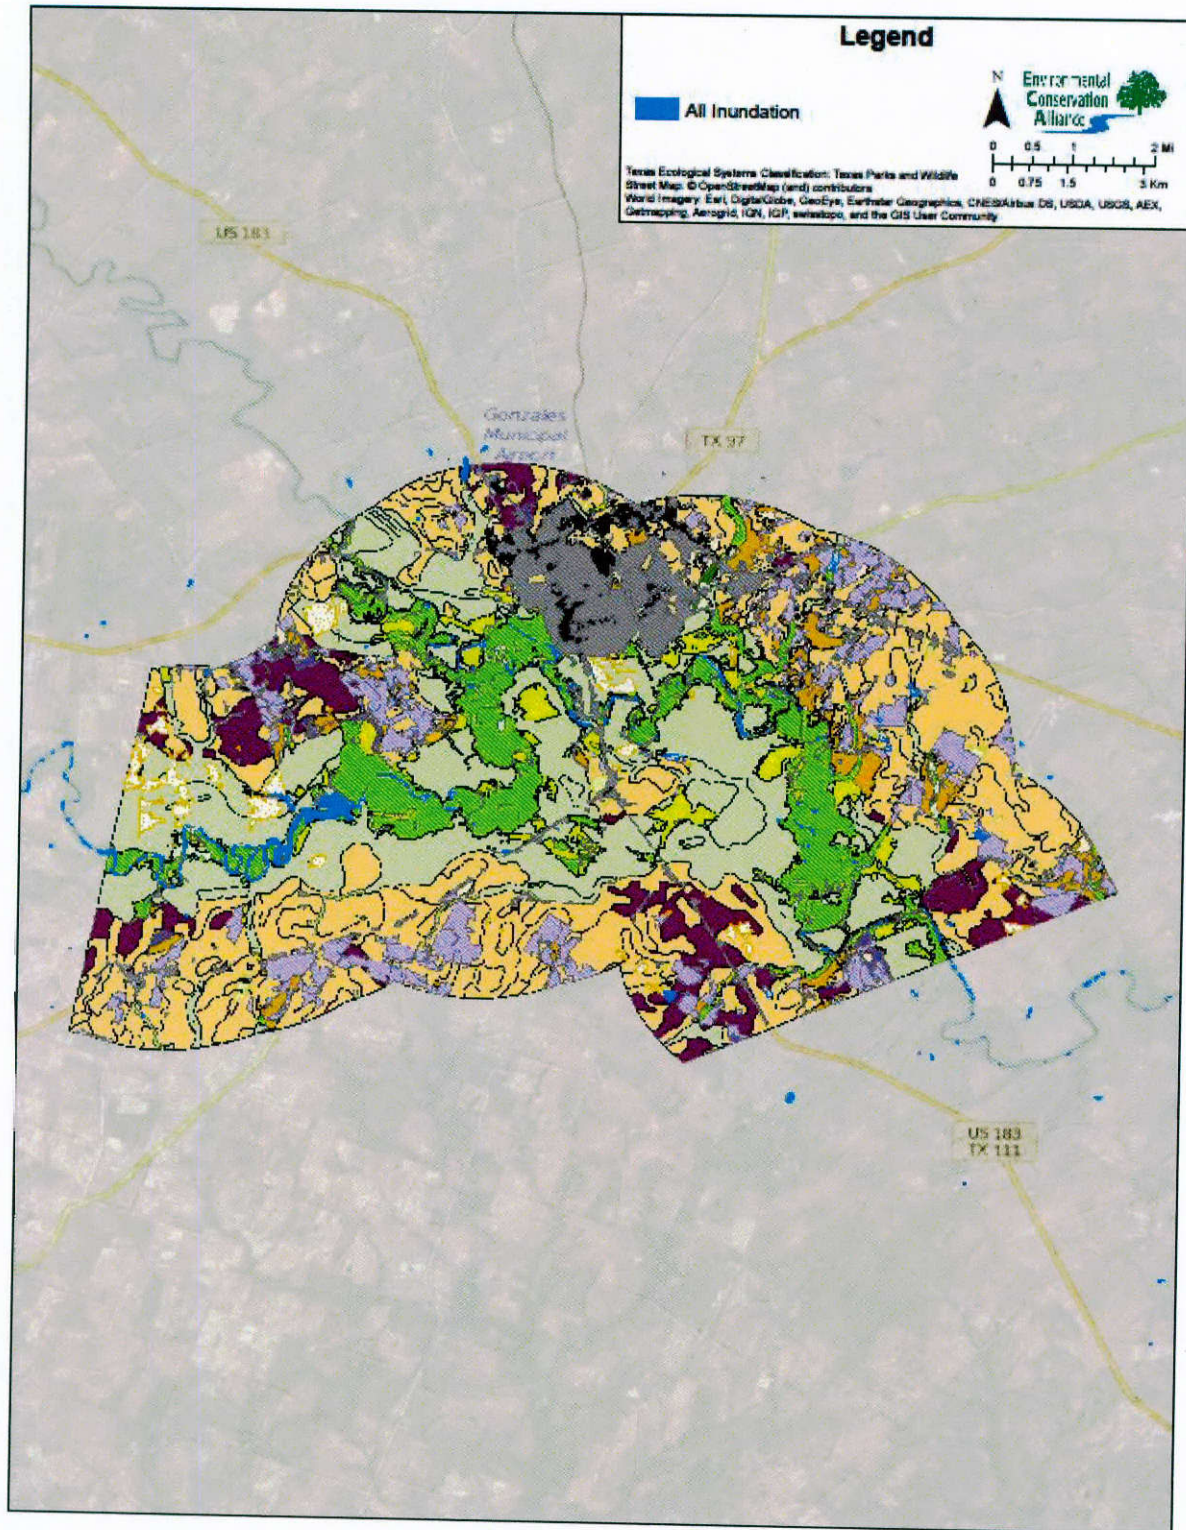 Legend
All Inundation
N
Environmental
Conservation
Alliance
0 0.5 1 2 Mi
0 0.75 1.5 3 Km
Texas Ecological Systems Classification: Texas Parks and Wildlife
Street Map: © OpenStreetMap (and) contributors
World Imagery: Esri, DigitalGlobe, GeoEye, Earthstar Geographics, CNES/Airbus DS, USDA, USGS, AEX,
Getmapping, Aerogrid, IGN, IGP, swisstopo, and the GIS User Community
US 183
Gonzales
Municipal
Airport
TX 97
US 183
TX 111